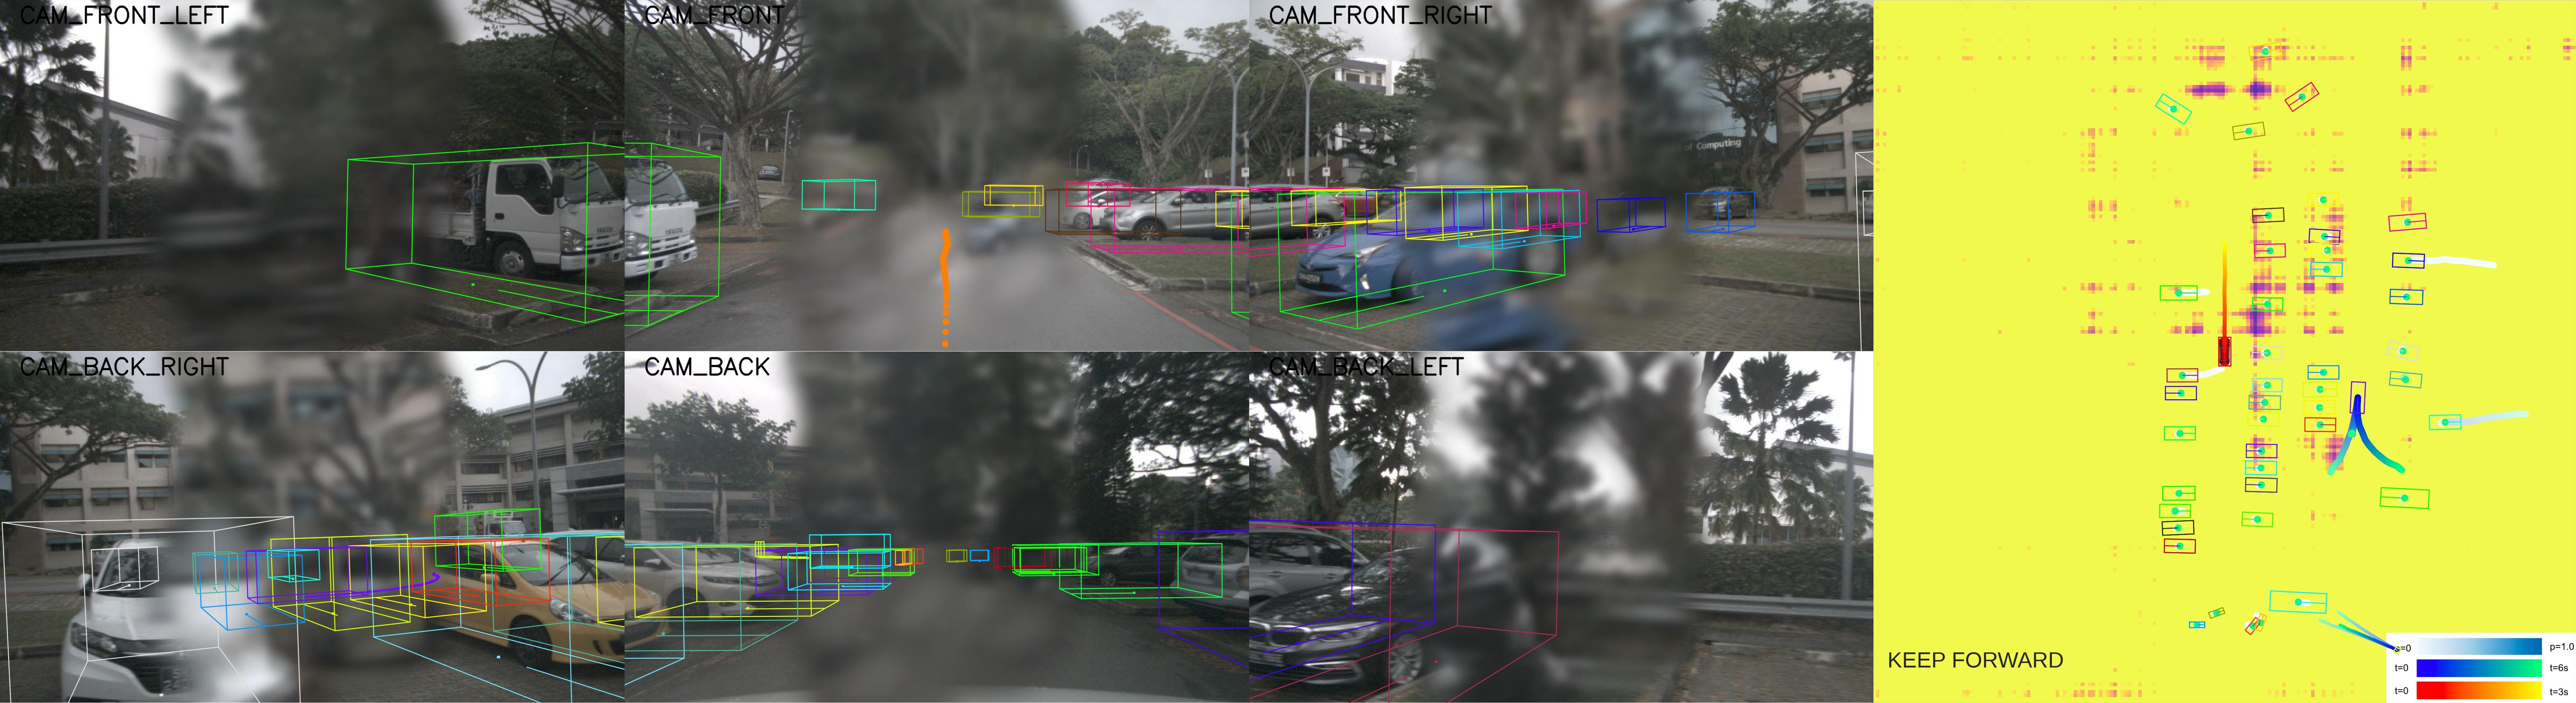 CAM_FRONT_LEFT
CAM_FRONT
CAM_FRONT_RIGHT
of Computing
CAM_BACK_RIGHT
CAM_BACK
CAM_BACK_LEFT
KEEP FORWARD
p=0
p=1.0
t=0
t=6s
t=0
t=3s